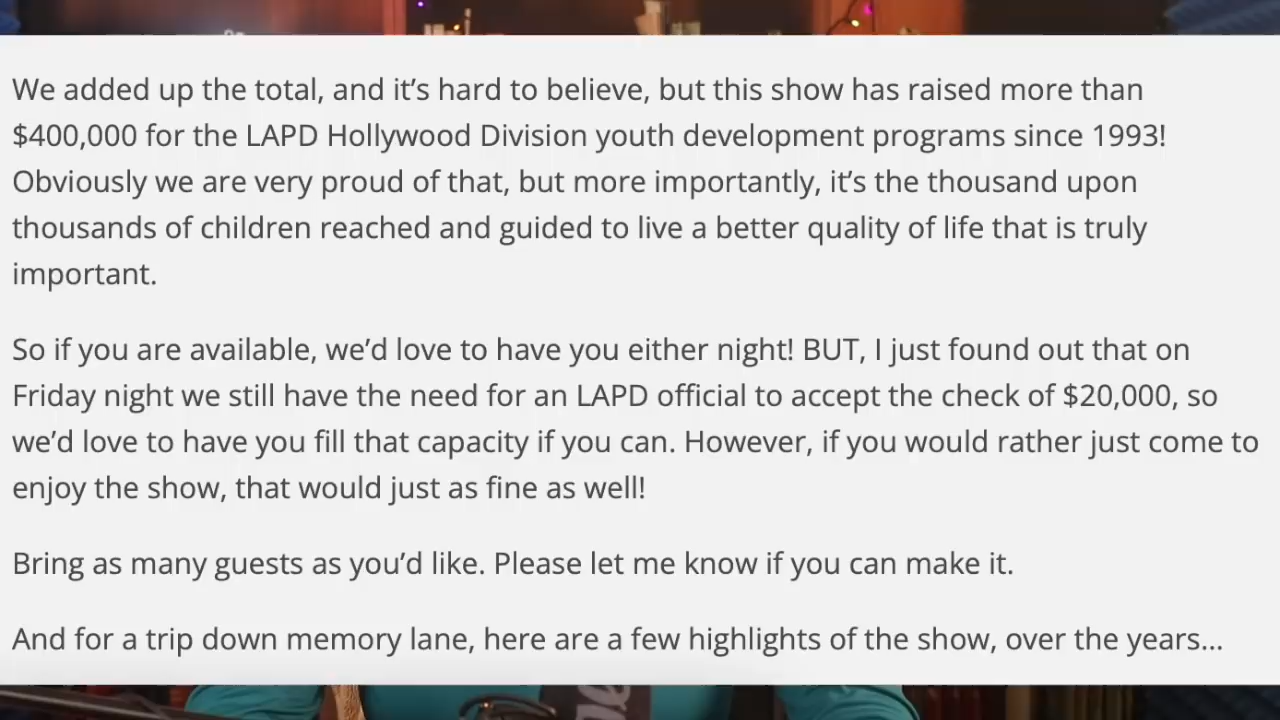 We added up the total, and it’s hard to believe, but this show has raised more than
$400,000 for the LAPD Hollywood Division youth development programs since 1993!
Obviously we are very proud of that, but more importantly, it’s the thousand upon
thousands of children reached and guided to live a better quality of life that is truly
important.
So if you are available, we’d love to have you either night! BUT, I just found out that on
Friday night we still have the need for an LAPD official to accept the check of $20,000, so
we’d love to have you fill that capacity if you can. However, if you would rather just come to
enjoy the show, that would just as fine as well!
Bring as many guests as you’d like. Please let me know if you can make it.
And for a trip down memory lane, here are a few highlights of the show, over the years...